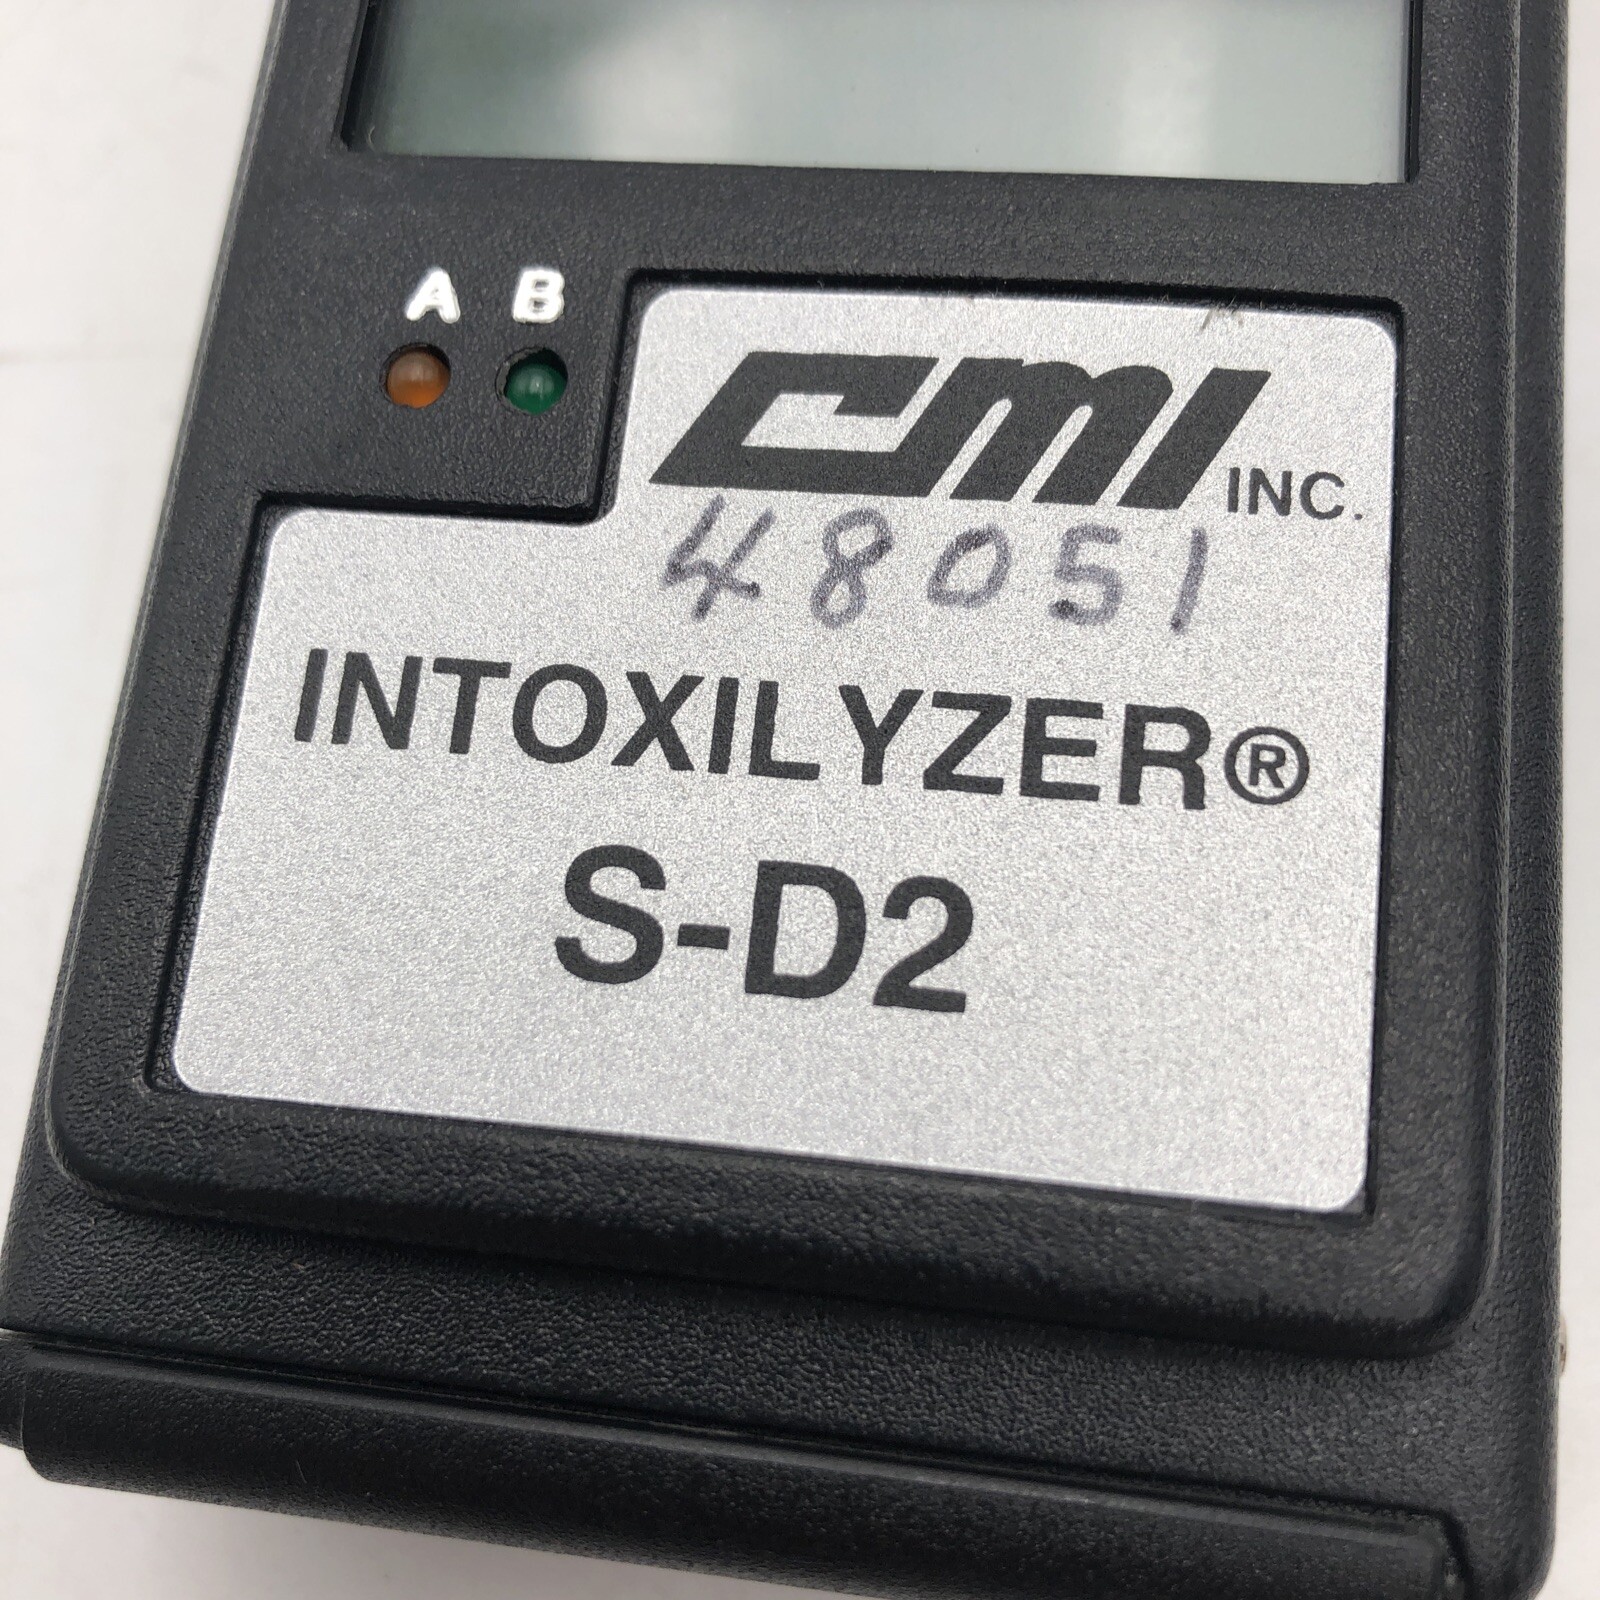 A B
CMI INC.
48051
INTOXILYZER®
S-D2